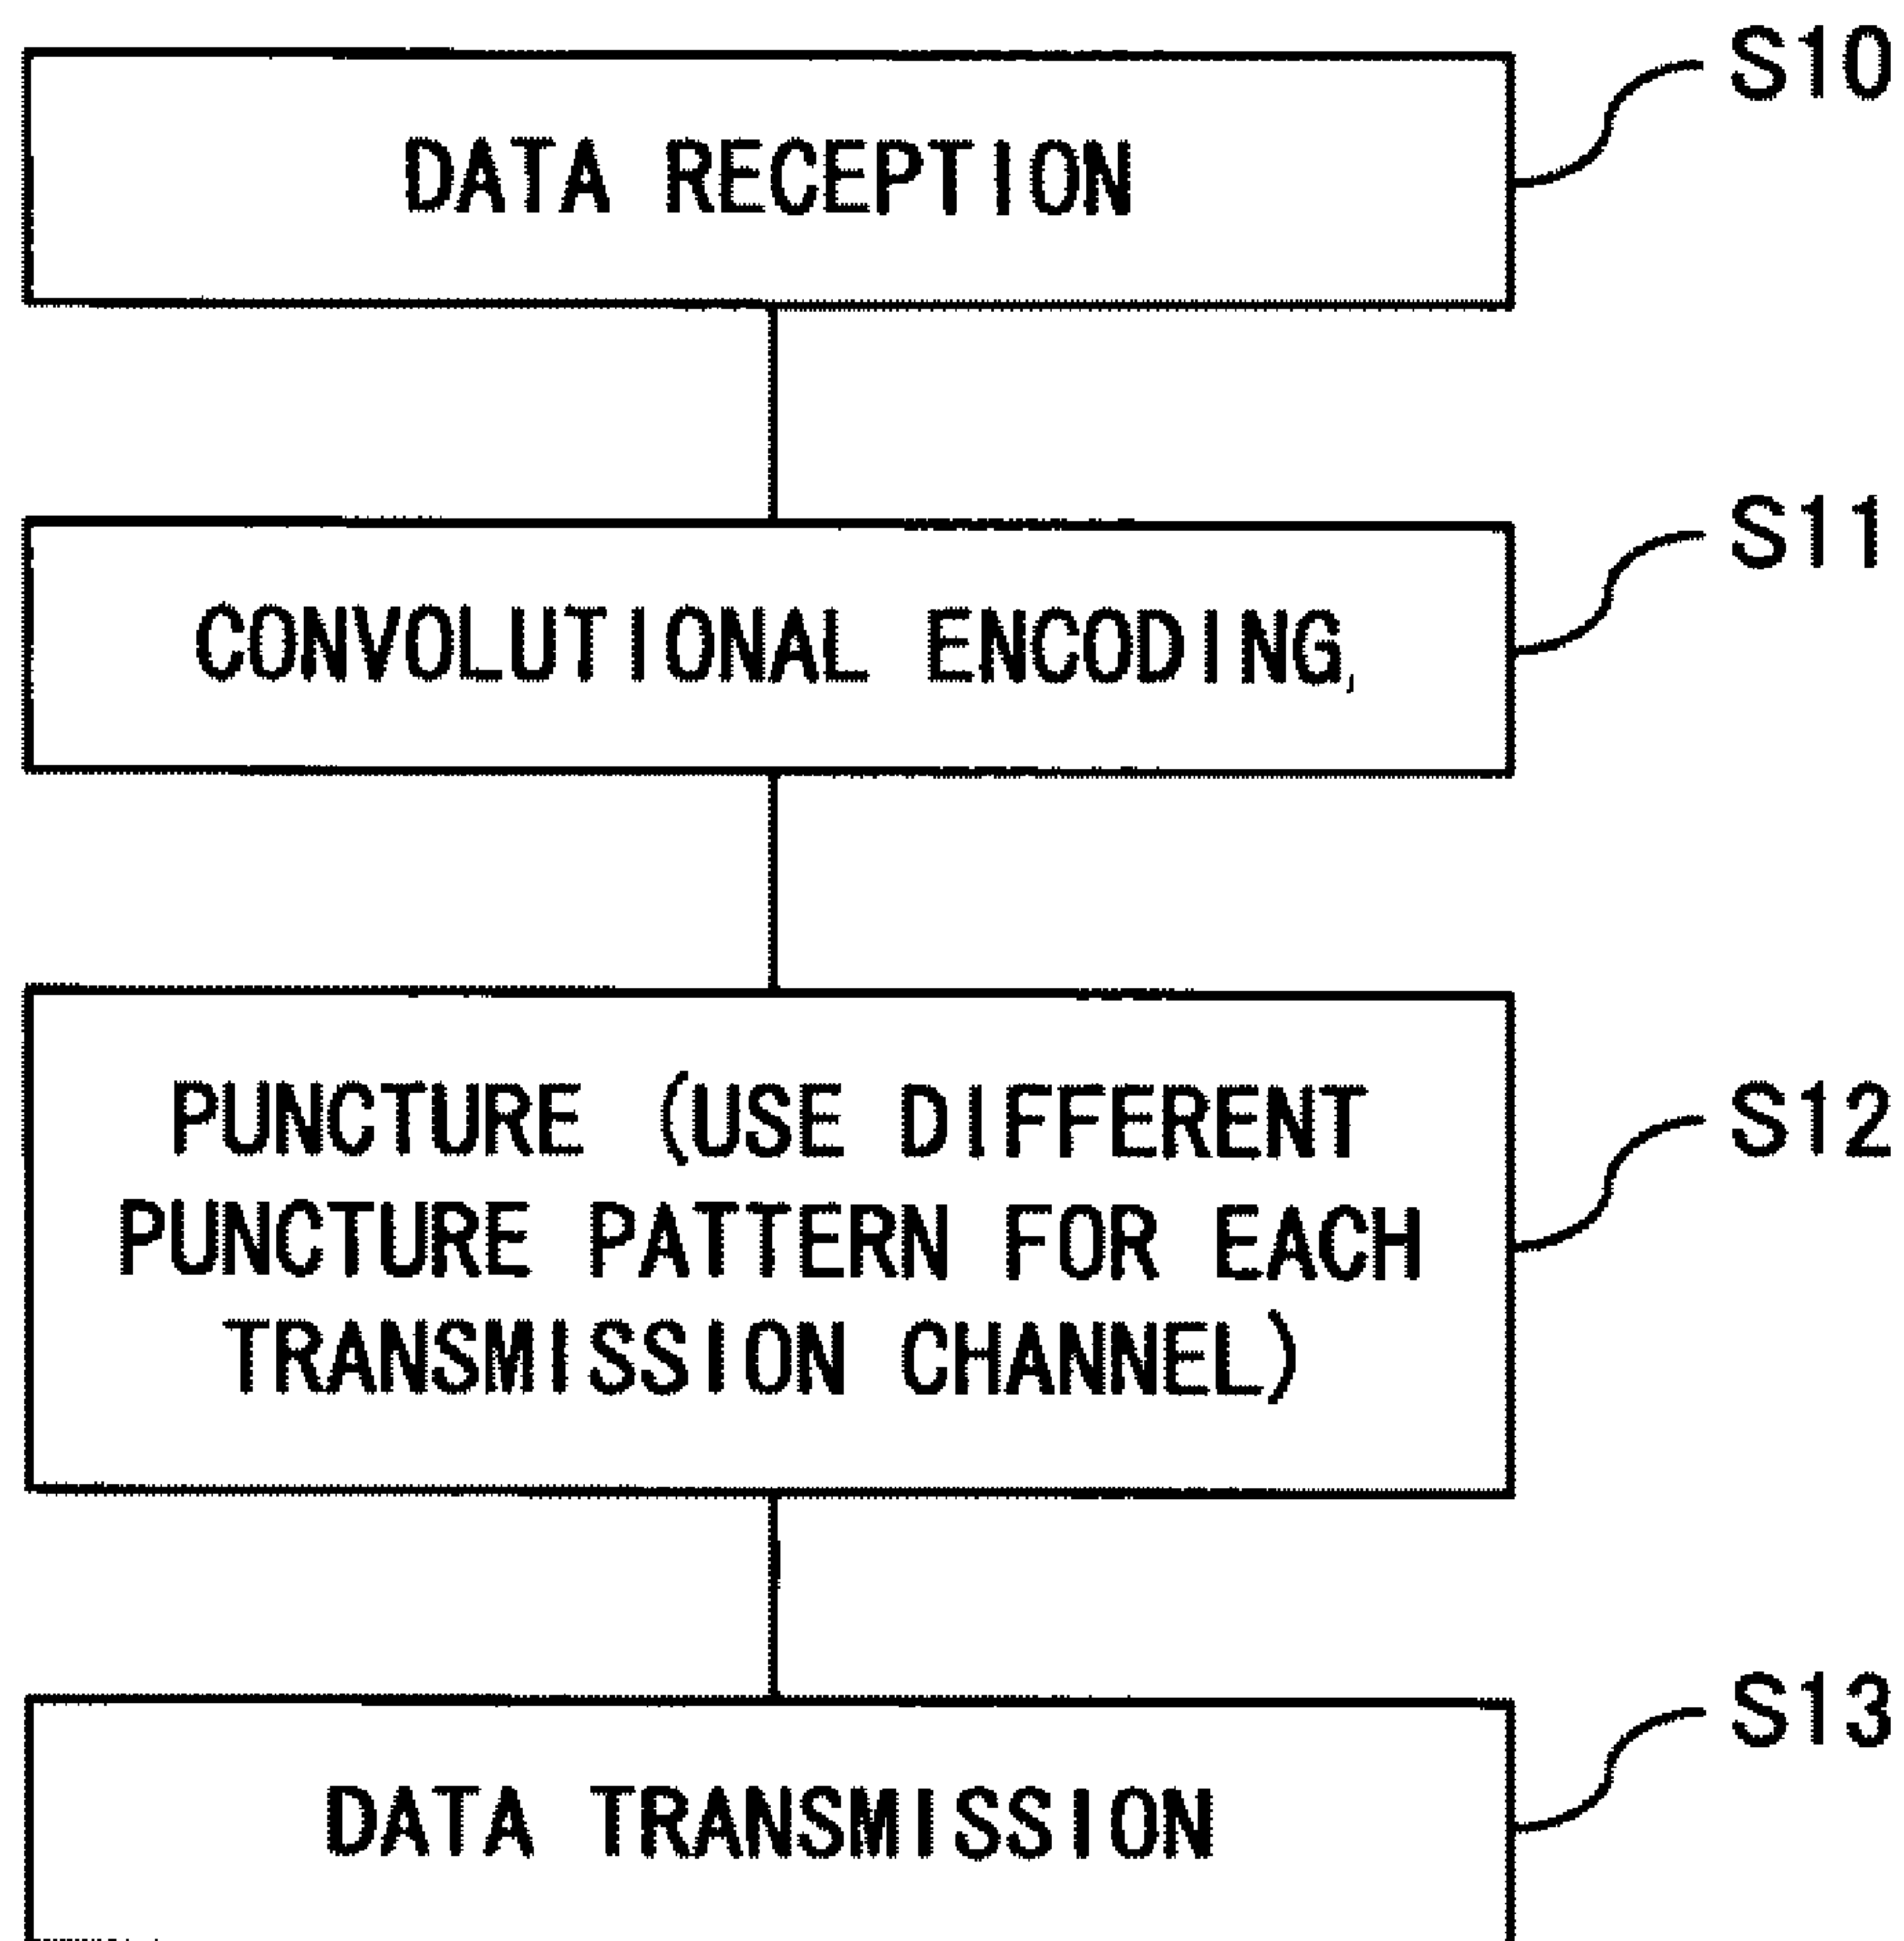 S10
DATA RECEPTION
S11
CONVOLUTIONAL ENCODING
S12
PUNCTURE (USE DIFFERENT
PUNCTURE PATTERN FOR EACH
TRANSMISSION CHANNEL)
S13
DATA TRANSMISSION